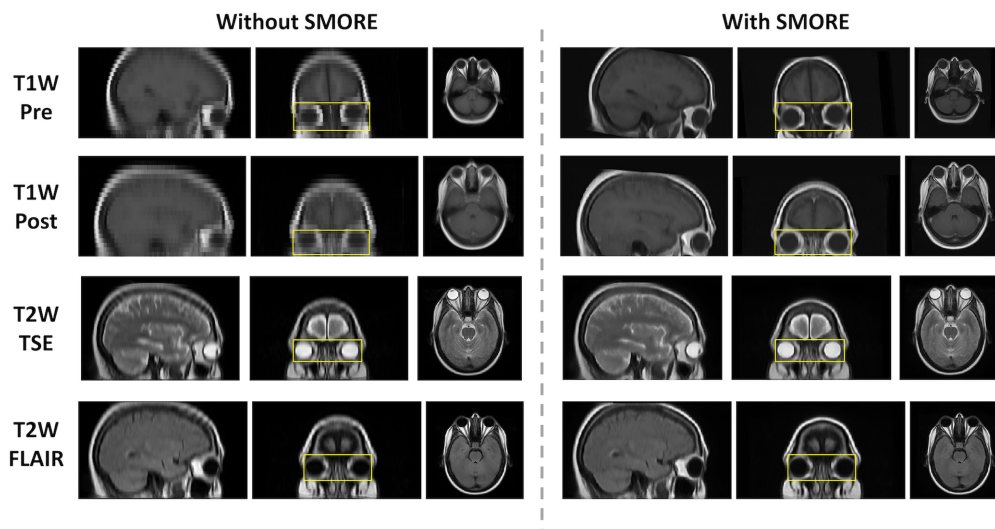 Without SMORE
With SMORE
T1W
Pre
T1W
Post
T2W
TSE
T2W
FLAIR